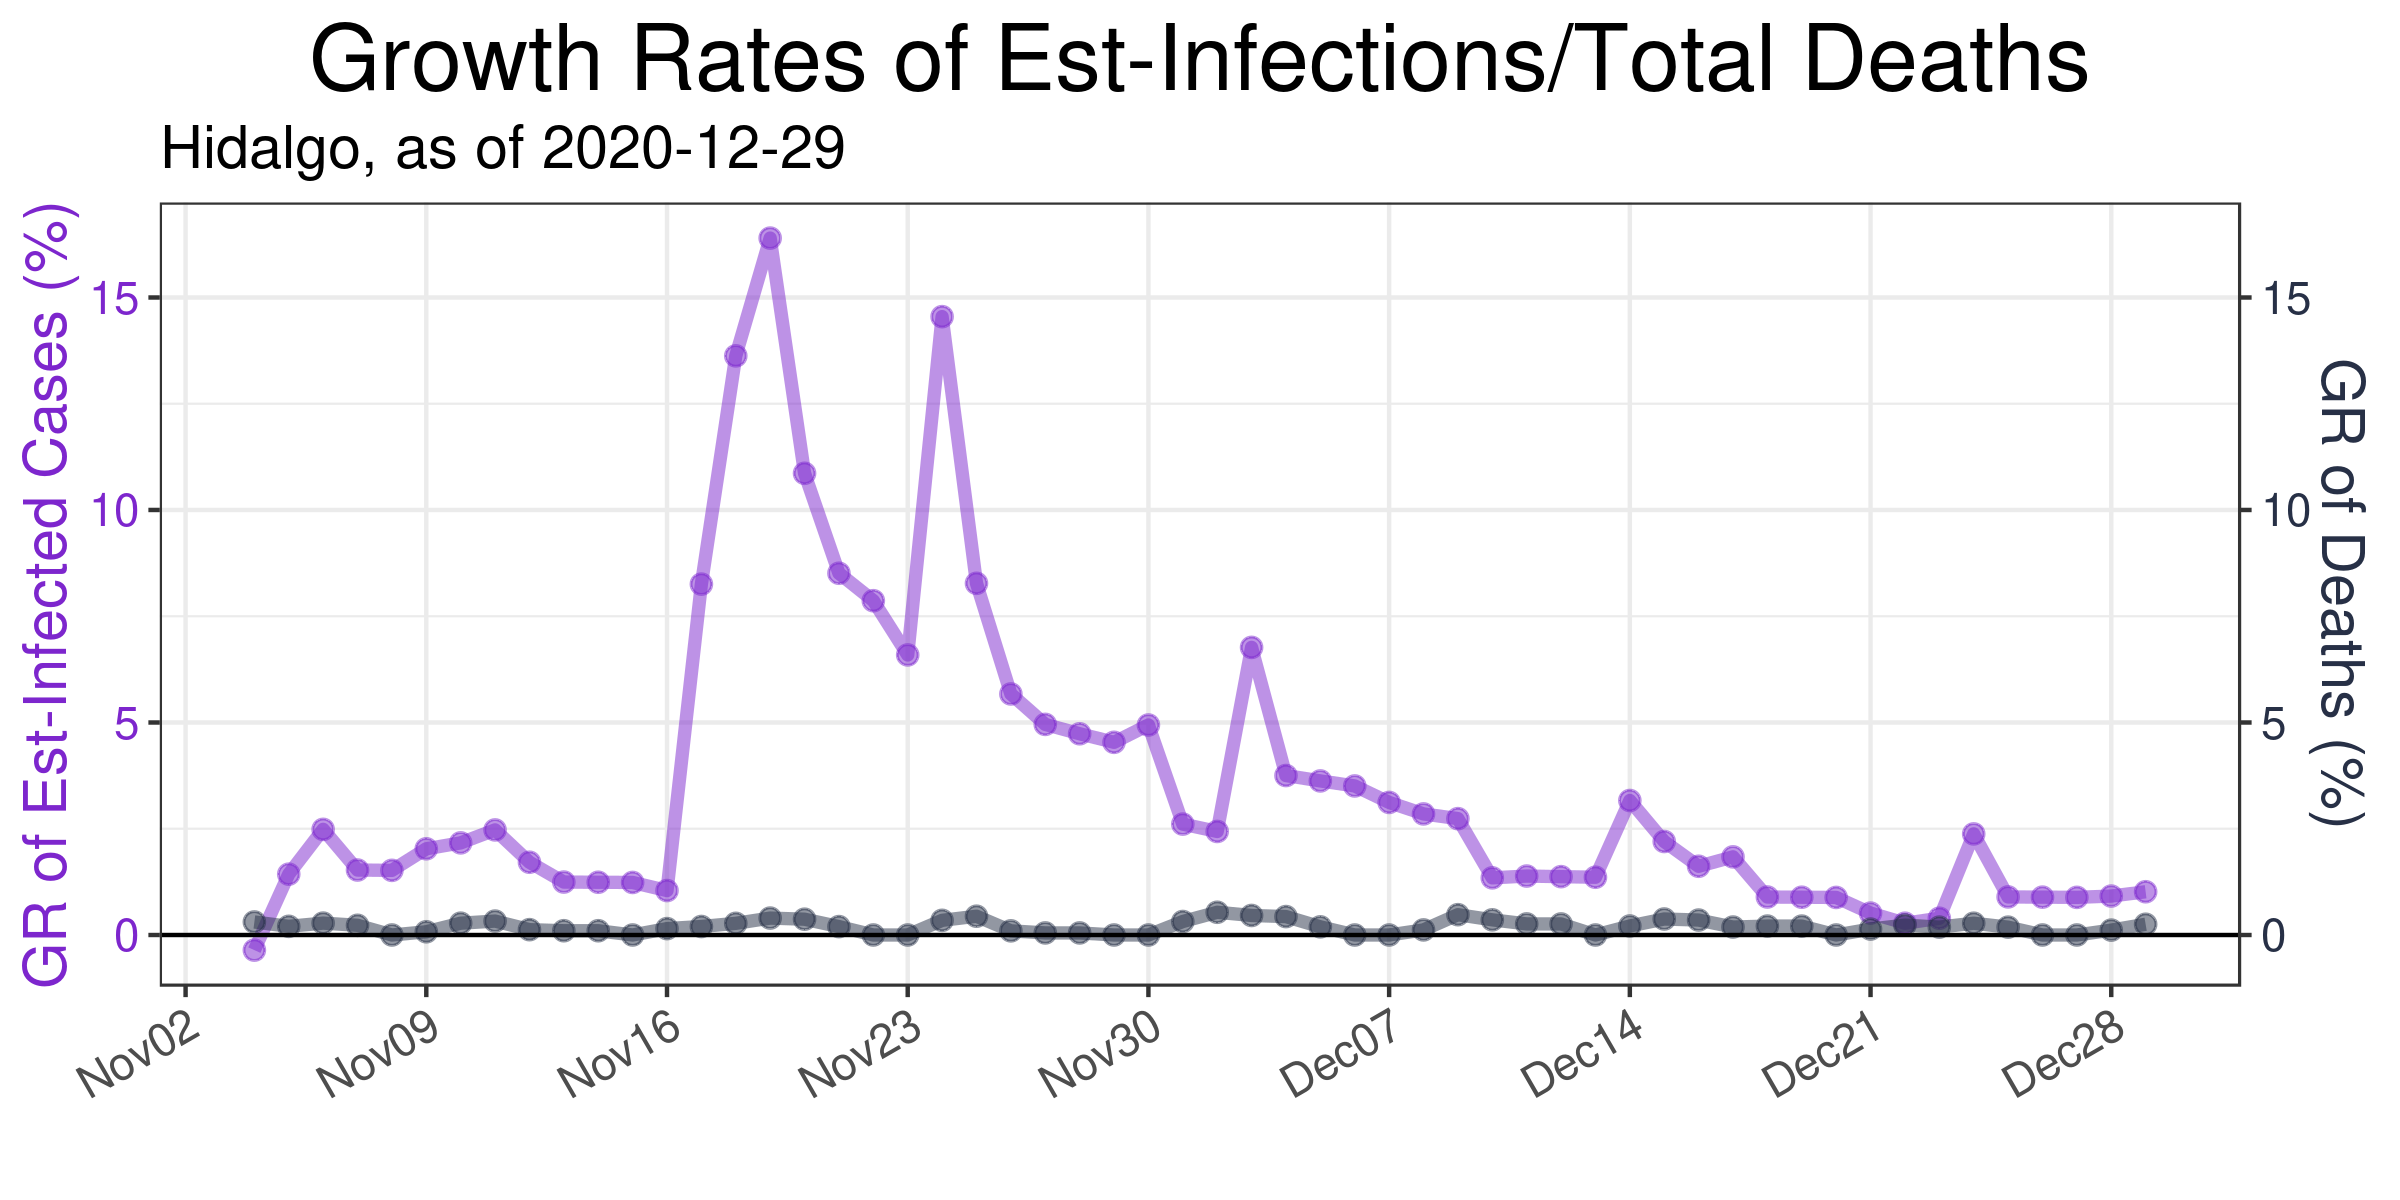 Growth Rates of Est-Infections/Total Deaths
Hidalgo, as of 2020-12-29
GR of Est-Infected Cases (%)
15
10
5
0
15
10
5
0
GR of Deaths (%)
Nov02
Nov09
Nov16
Nov23
Nov30
Dec07
Dec14
Dec21
Dec28